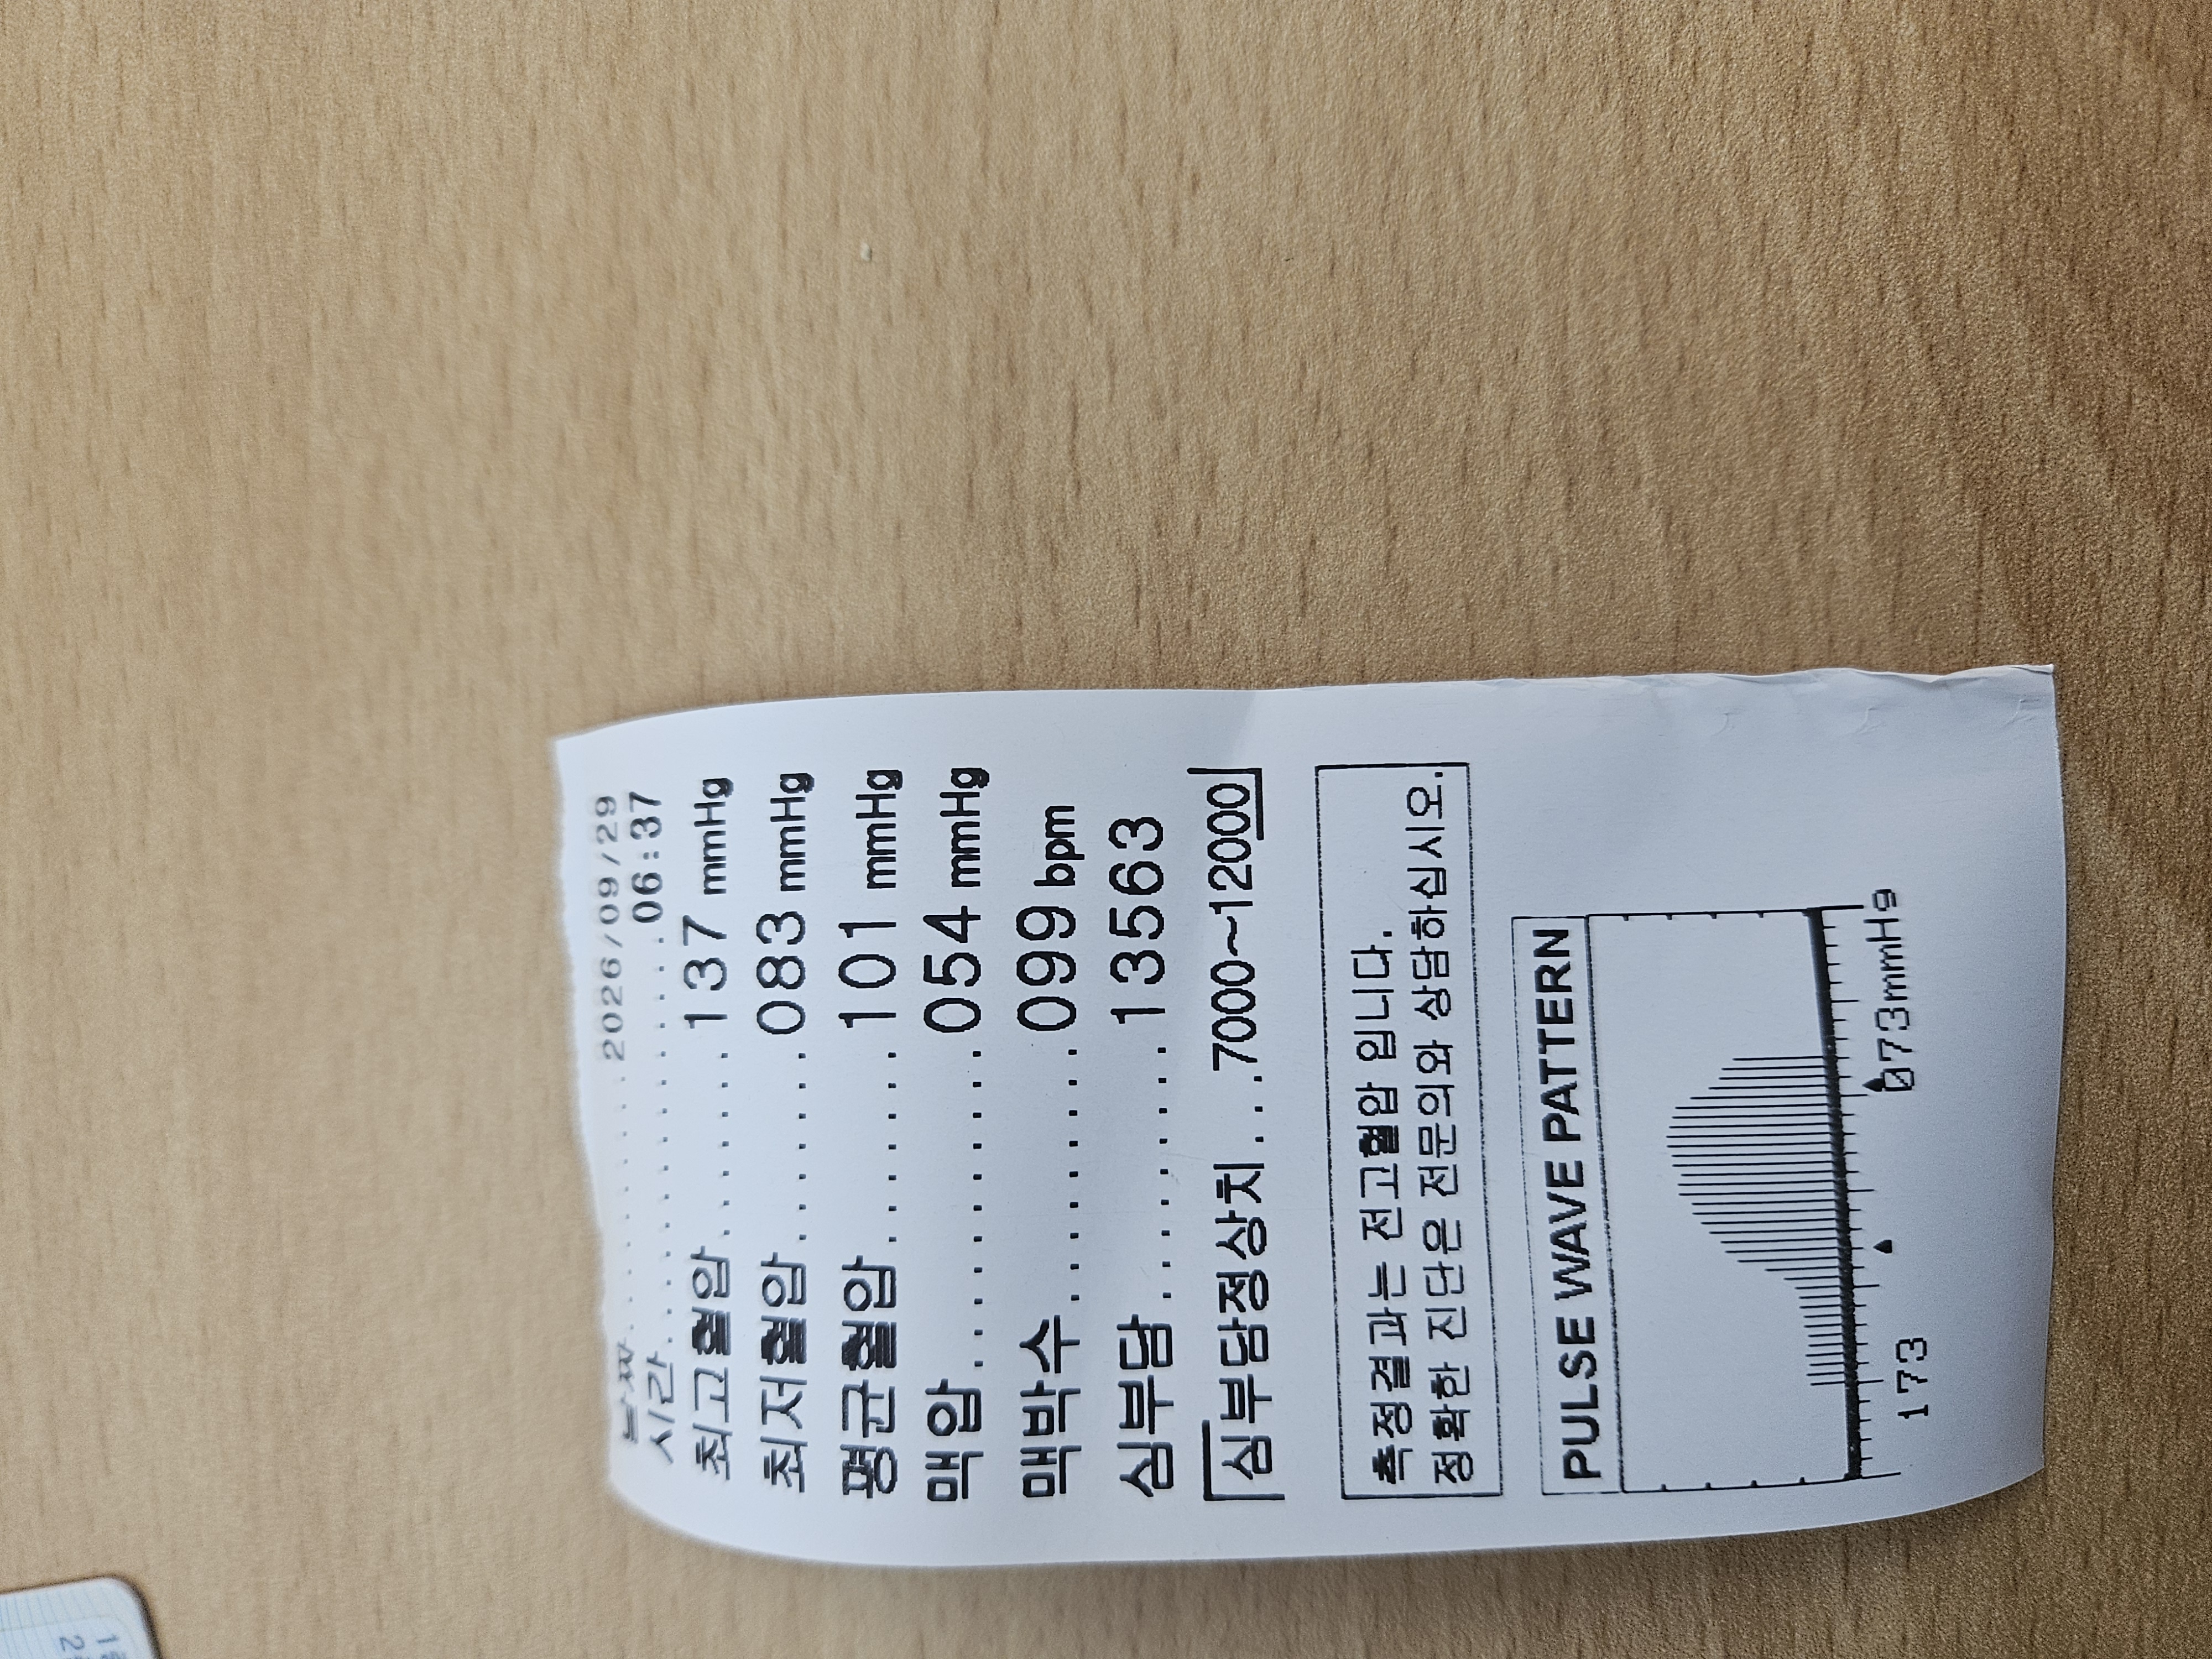 날짜..............2026/09/29
시간..............06:37
최고혈압.......137 mmHg
최저혈압.......083 mmHg
평균혈압.......101 mmHg
맥압...........054 mmHg
맥박수.........099 bpm
심부담.........13563
심부담정상치...7000~12000
측정결과는 전고혈압 입니다.
정확한 진단은 전문의와 상담하십시오.
PULSE WAVE PATTERN
173 073mmHg